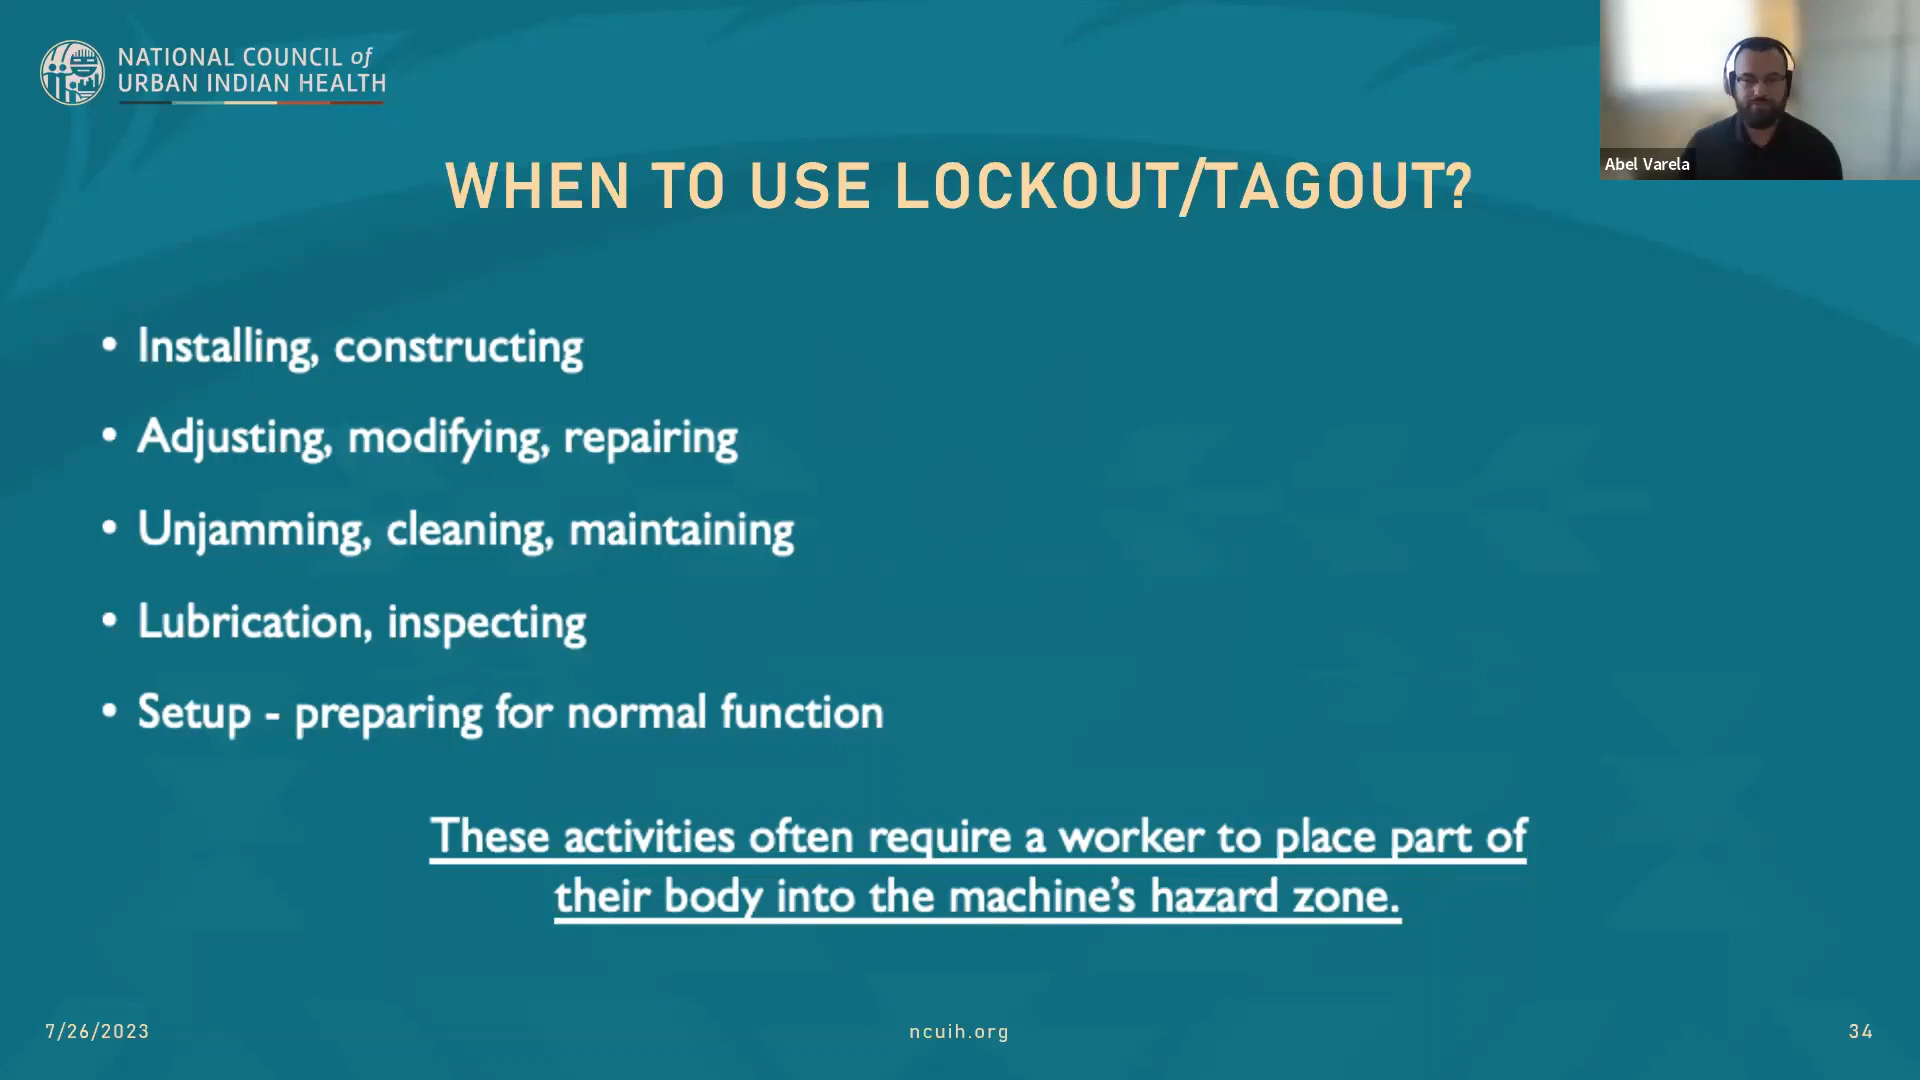 NATIONAL COUNCIL of
URBAN INDIAN HEALTH
Abel Varela
WHEN TO USE LOCKOUT/TAGOUT?
• Installing, constructing
• Adjusting, modifying, repairing
• Unjamming, cleaning, maintaining
• Lubrication, inspecting
• Setup - preparing for normal function
These activities often require a worker to place part of
their body into the machine’s hazard zone.
7/26/2023
ncuih.org
34